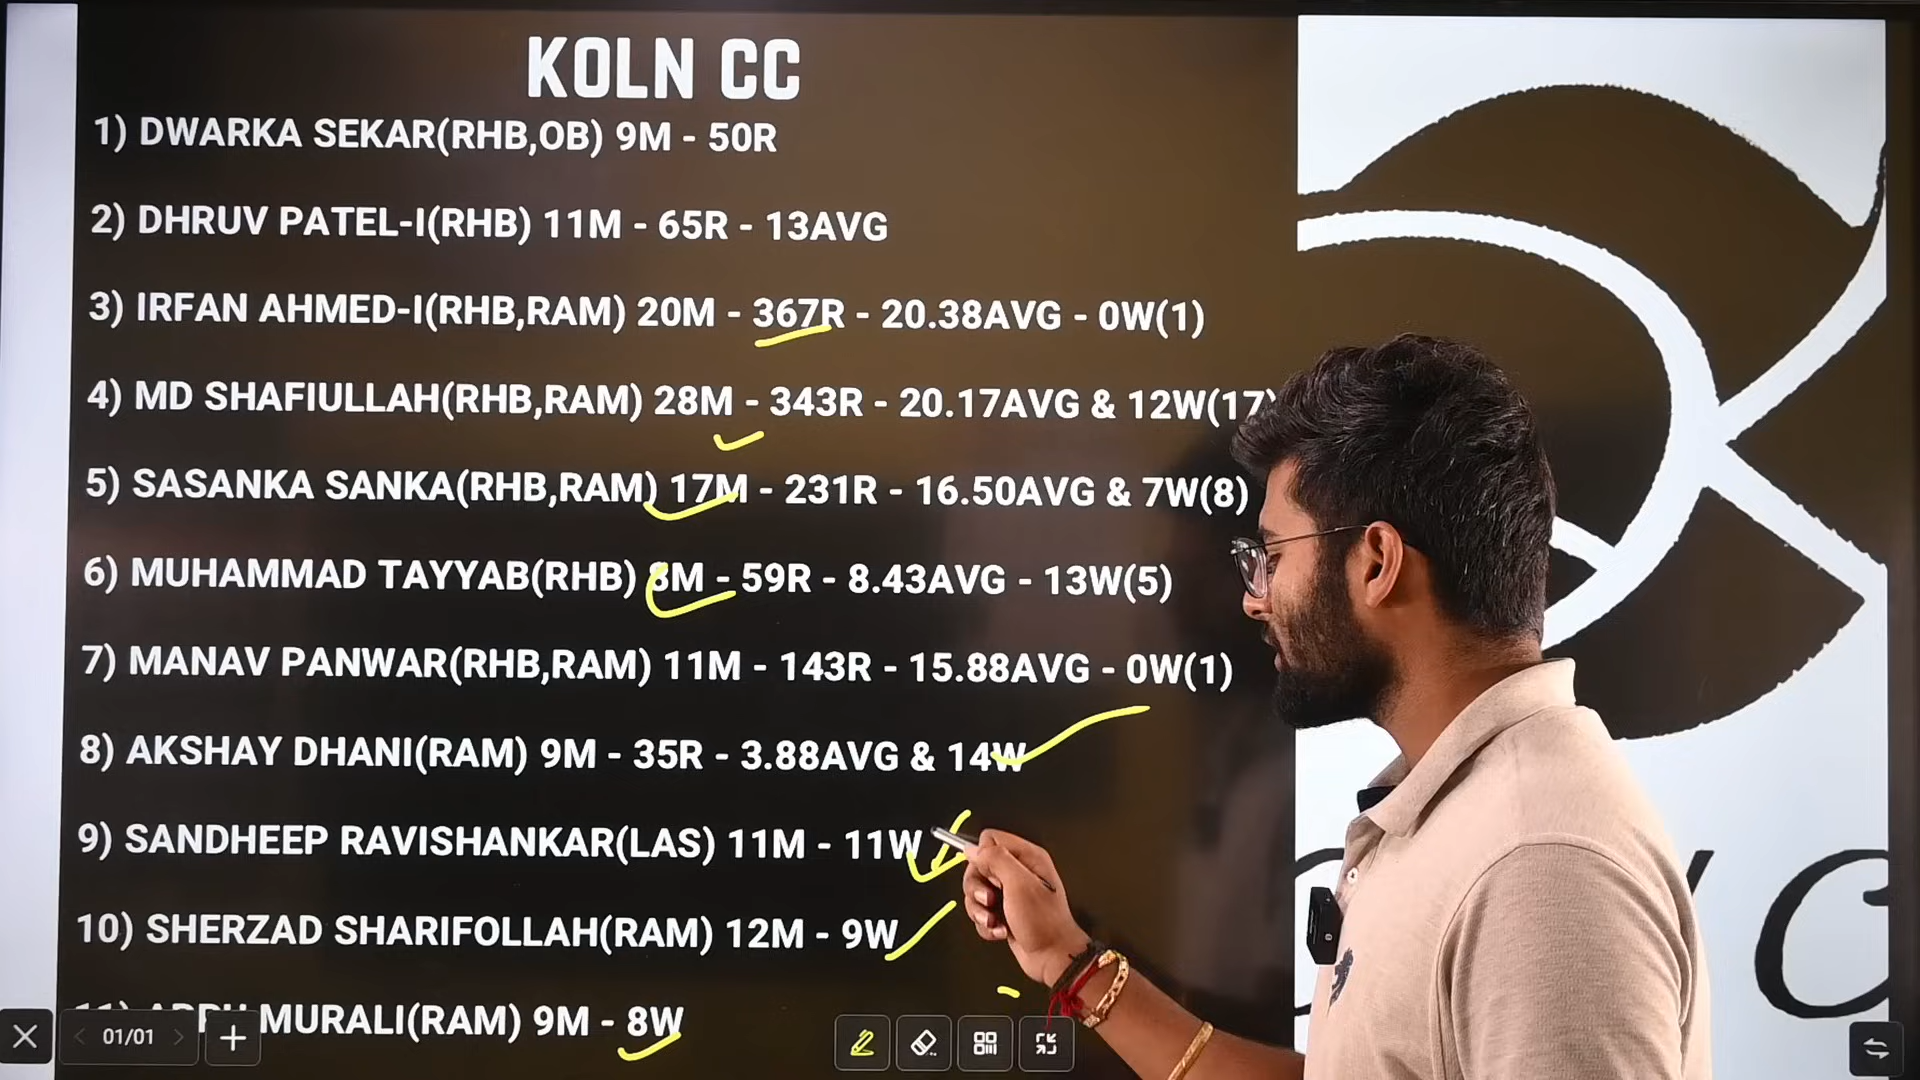 KOLN CC
1) DWARKA SEKAR(RHB,OB) 9M - 50R
2) DHRUV PATEL-I(RHB) 11M - 65R - 13AVG
3) IRFAN AHMED-I(RHB,RAM) 20M - 367R - 20.38AVG - 0W(1)
4) MD SHAFIULLAH(RHB,RAM) 28M - 343R - 20.17AVG & 12W(17)
5) SASANKA SANKA(RHB,RAM) 17M - 231R - 16.50AVG & 7W(8)
6) MUHAMMAD TAYYAB(RHB) 8M - 59R - 8.43AVG - 13W(5)
7) MANAV PANWAR(RHB,RAM) 11M - 143R - 15.88AVG - 0W(1)
8) AKSHAY DHANI(RAM) 9M - 35R - 3.88AVG & 14W
9) SANDHEEP RAVISHANKAR(LAS) 11M - 11W
10) SHERZAD SHARIFOLLAH(RAM) 12M - 9W
MURALI(RAM) 9M - 8W
01/01